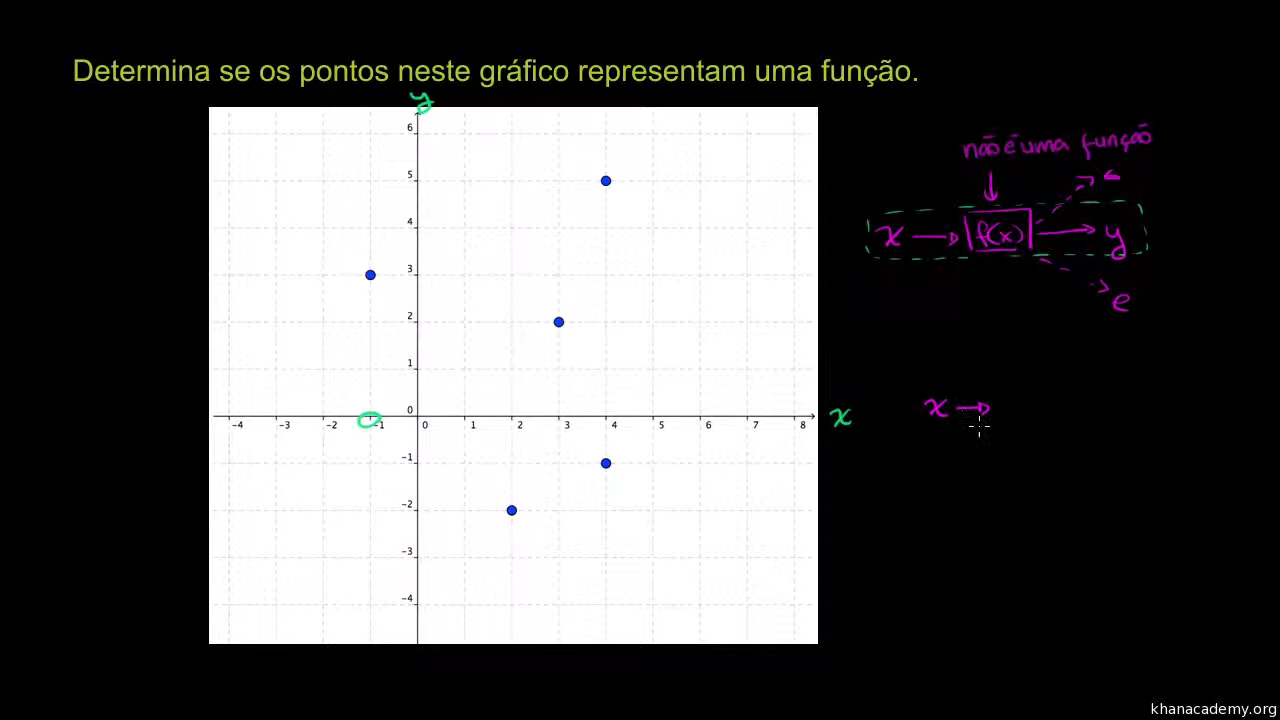 Determina se os pontos neste gráfico representam uma função.
y
6
5
4
3
2
1
0
-4 -3 -2 -1 0 1 2 3 4 5 6 7 8
x
-1
-2
-3
-4
não é uma função
x f(x) y
e
x
khanacademy.org